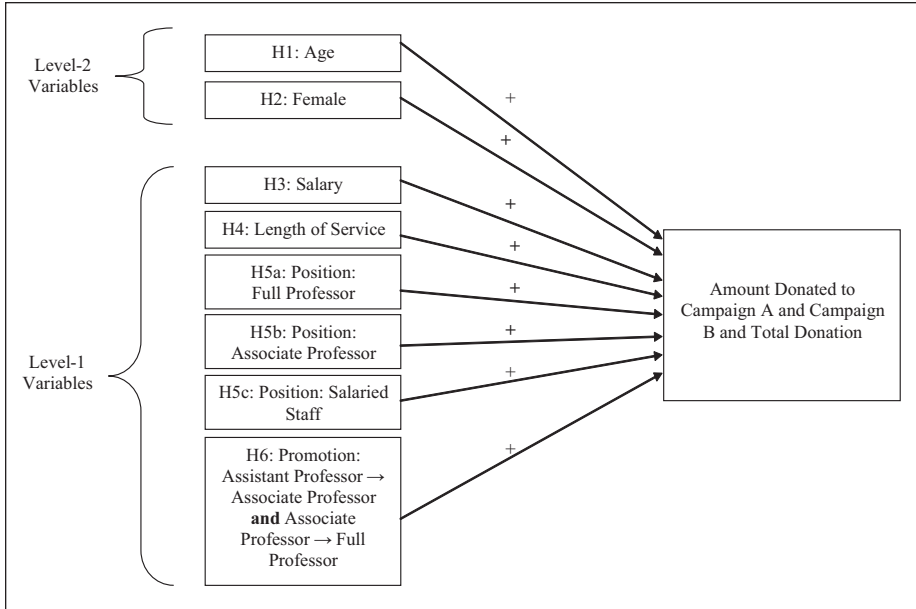 Level-2
Variables
H1: Age
H2: Female
Level-1
Variables
H3: Salary
H4: Length of Service
H5a: Position:
Full Professor
H5b: Position:
Associate Professor
H5c: Position: Salaried
Staff
H6: Promotion:
Assistant Professor →
Associate Professor
and Associate
Professor → Full
Professor
+
+
+
+
+
+
+
+
Amount Donated to
Campaign A and Campaign
B and Total Donation